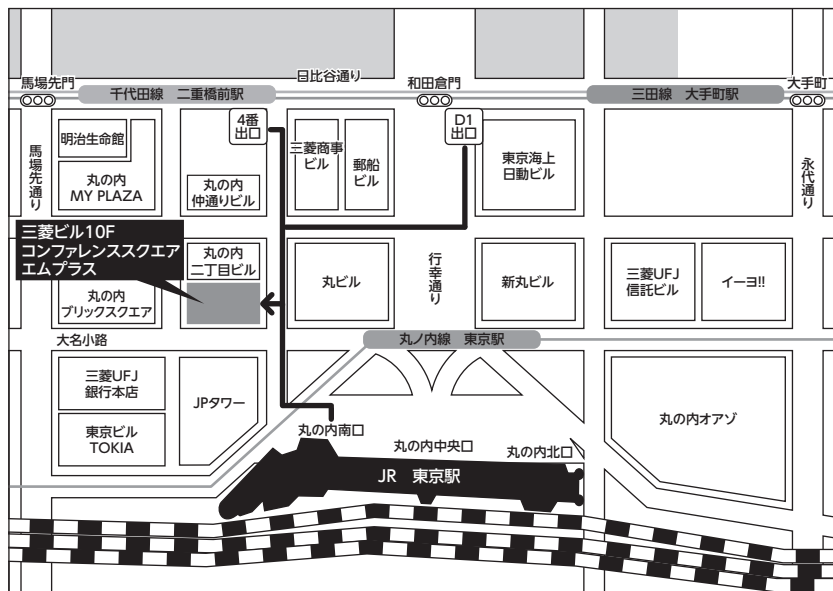 日比谷通り
馬場先門
和田倉門
大手町
千代田線　二重橋前駅
三田線　大手町駅
4番
出口
D1
出口
馬場先通り
明治生命館
丸の内
MY PLAZA
丸の内
仲通りビル
三菱商事
ビル
郵船
ビル
東京海上
日動ビル
永代通り
三菱ビル10F
コンファレンススクエア
エムプラス
丸の内
二丁目ビル
丸の内
ブリックスクエア
丸ビル
行幸通り
新丸ビル
三菱UFJ
信託ビル
イーヨ!!
大名小路
丸ノ内線　東京駅
三菱UFJ
銀行本店
JPタワー
東京ビル
TOKIA
丸の内オアゾ
丸の内南口
丸の内中央口
丸の内北口
JR　東京駅